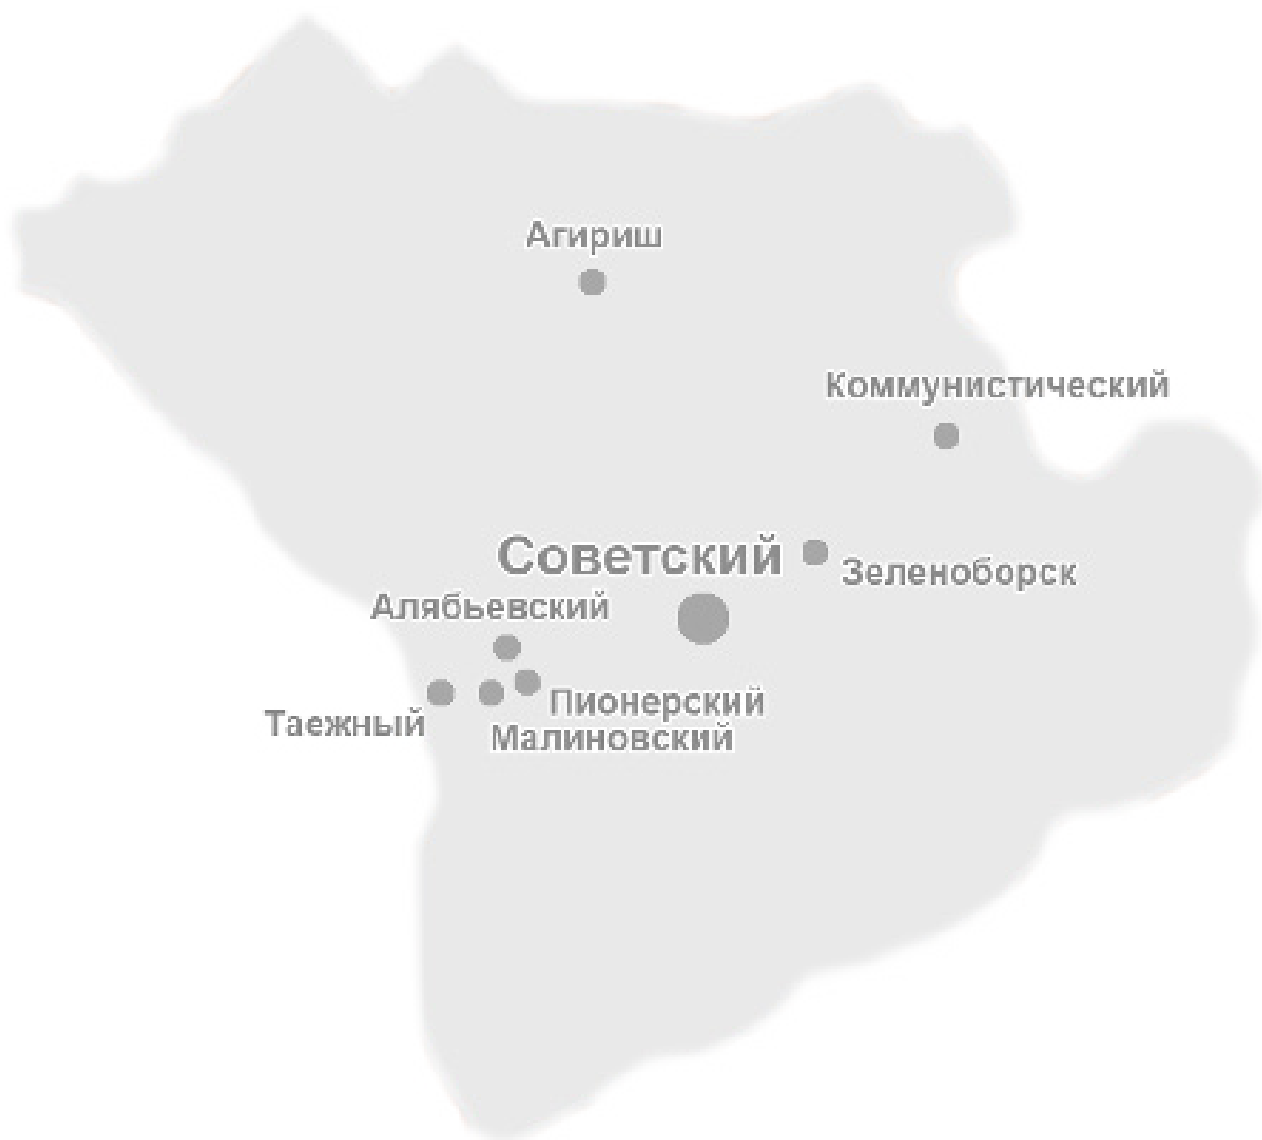 Агириш
Коммунистический
Советский
Зеленоборск
Алябьевский
Пионерский
Таежный
Малиновский